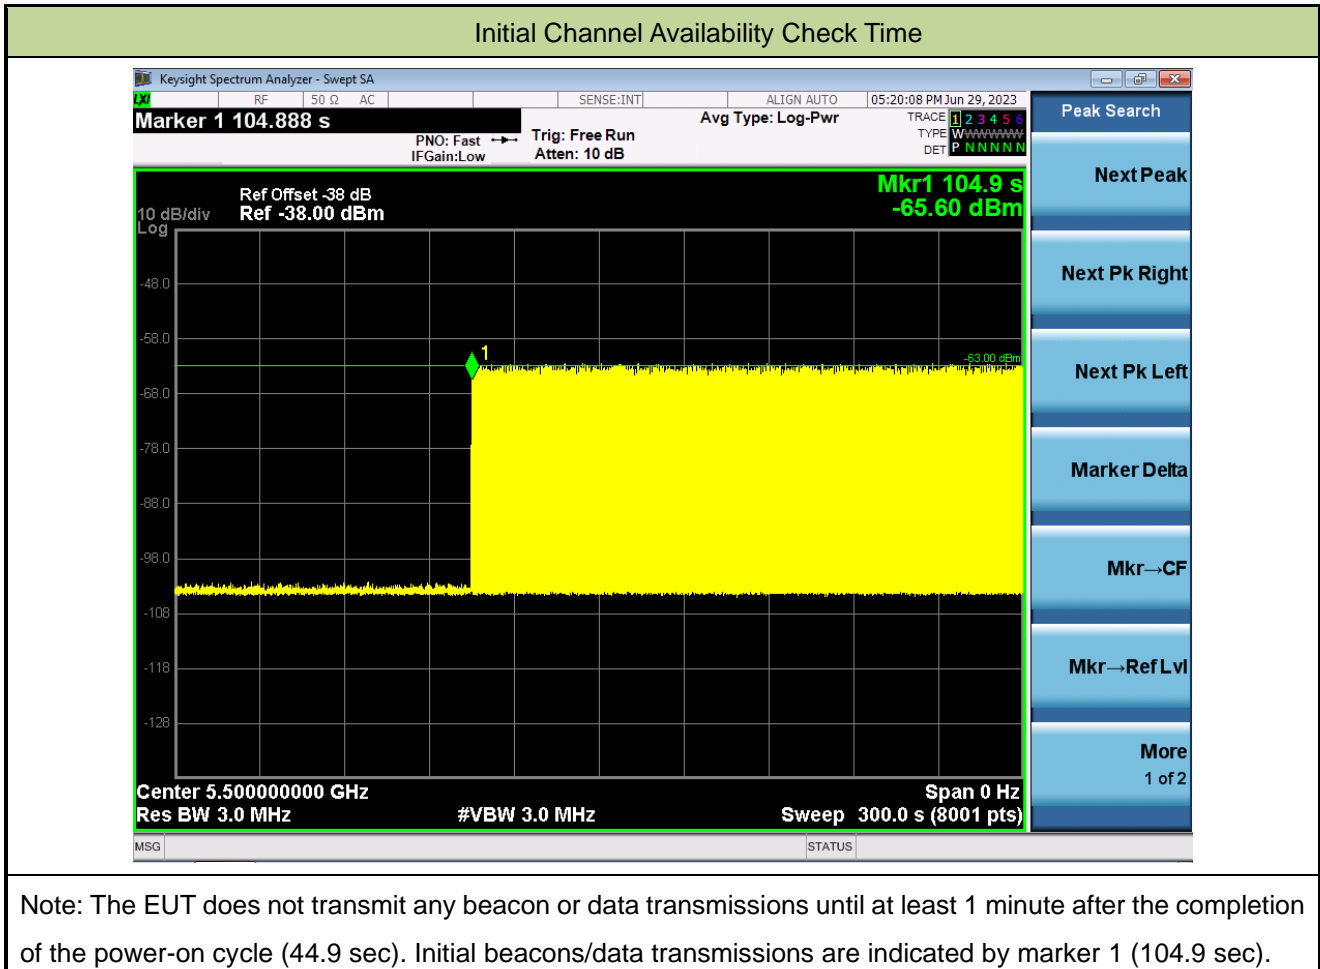 Initial Channel Availability Check Time
Keysight Spectrum Analyzer - Swept SA
LXI RF 50 Ω AC SENSE:INT ALIGN AUTO 05:20:08 PM Jun 29, 2023
Marker 1 104.888 s
PNO: Fast
IFGain:Low
Trig: Free Run
Atten: 10 dB
Avg Type: Log-Pwr
TRACE 1 2 3 4 5 6
TYPE WWWWWW
DET P N N N N N
Peak Search
Mkr1 104.9 s
-65.60 dBm
Ref Offset -38 dB
10 dB/div Ref -38.00 dBm
Log
-48.0
-58.0
1
-63.00 dBm
-68.0
-78.0
-88.0
-98.0
-108
-118
-128
Center 5.500000000 GHz Span 0 Hz
Res BW 3.0 MHz #VBW 3.0 MHz Sweep 300.0 s (8001 pts)
Next Peak
Next Pk Right
Next Pk Left
Marker Delta
Mkr→CF
Mkr→Ref Lvl
More
1 of 2
MSG STATUS
Note: The EUT does not transmit any beacon or data transmissions until at least 1 minute after the completion
of the power-on cycle (44.9 sec). Initial beacons/data transmissions are indicated by marker 1 (104.9 sec).